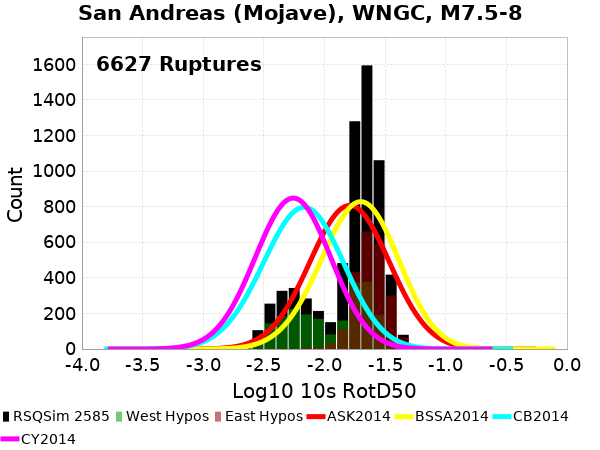 San Andreas (Mojave), WNGC, M7.5-8
6627 Ruptures
1600
1400
1200
1000
800
600
400
200
0
Count
-4.0 -3.5 -3.0 -2.5 -2.0 -1.5 -1.0 -0.5 0.0
Log10 10s RotD50
RSQSim 2585 West Hypos East Hypos ASK2014 BSSA2014 CB2014
CY2014